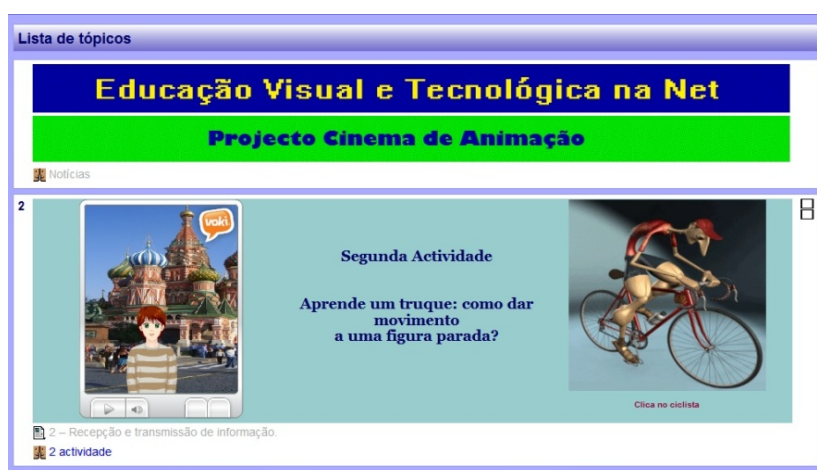 Lista de tópicos
Educação Visual e Tecnológica na Net
Projecto Cinema de Animação
Notícias
2
voki
Segunda Actividade
Aprende um truque: como dar
movimento
a uma figura parada?
Clica no ciclista
2 – Recepção e transmissão de informação.
2 actividade